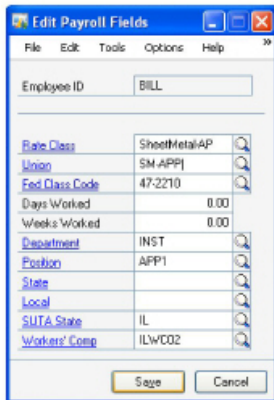 Edit Payroll Fields
File Edit Tools Options Help »
Employee ID BILL
Rate Class SheetMetal-AP
Union SM-APP
Fed Class Code 47-2210
Days Worked 0.00
Weeks Worked 0.00
Department INST
Position APP1
State
Local
SUTA State IL
Workers' Comp ILWC02
Save Cancel